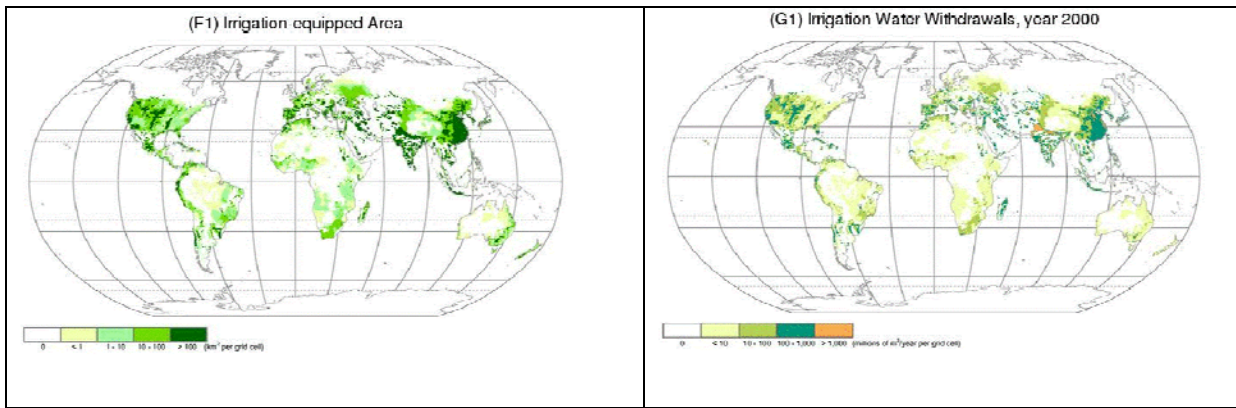 (F1) Irrigation-equipped Area
0 < 1 1 - 10 10 - 100 > 100 (km² per grid cell)
(G1) Irrigation Water Withdrawals, year 2000
0 < 10 10 - 100 100 - 1,000 > 1,000 (millions of m³/year per grid cell)